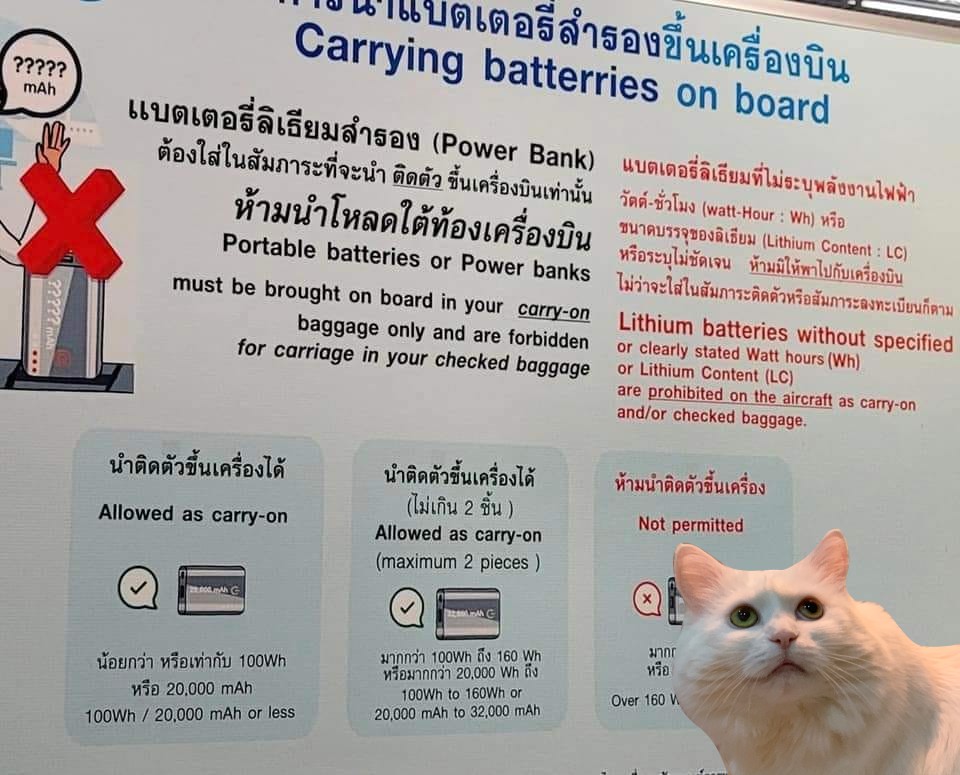 การนำแบตเตอรี่สำรองขึ้นเครื่องบิน
Carrying batterries on board
?????
mAh
????? mAh
แบตเตอรี่ลิเธียมสำรอง (Power Bank)
ต้องใส่ในสัมภาระที่จะนำ ติดตัว ขึ้นเครื่องบินเท่านั้น
ห้ามนำโหลดใต้ท้องเครื่องบิน
Portable batteries or Power banks
must be brought on board in your carry-on
baggage only and are forbidden
for carriage in your checked baggage
แบตเตอรี่ลิเธียมที่ไม่ระบุพลังงานไฟฟ้า
วัตต์-ชั่วโมง (watt-Hour : Wh) หรือ
ขนาดบรรจุของลิเธียม (Lithium Content : LC)
หรือระบุไม่ชัดเจน ห้ามมิให้พาไปกับเครื่องบิน
ไม่ว่าจะใส่ในสัมภาระติดตัวหรือสัมภาระลงทะเบียนก็ตาม
Lithium batteries without specified
or clearly stated Watt hours (Wh)
or Lithium Content (LC)
are prohibited on the aircraft as carry-on
and/or checked baggage.
นำติดตัวขึ้นเครื่องได้
Allowed as carry-on
20,000 mAh
น้อยกว่า หรือเท่ากับ 100Wh
หรือ 20,000 mAh
100Wh / 20,000 mAh or less
นำติดตัวขึ้นเครื่องได้
(ไม่เกิน 2 ชิ้น )
Allowed as carry-on
(maximum 2 pieces )
32,000 mAh
มากกว่า 100Wh ถึง 160 Wh
หรือมากกว่า 20,000 Wh ถึง
100Wh to 160Wh or
20,000 mAh to 32,000 mAh
ห้ามนำติดตัวขึ้นเครื่อง
Not permitted
หรือ
Over 160